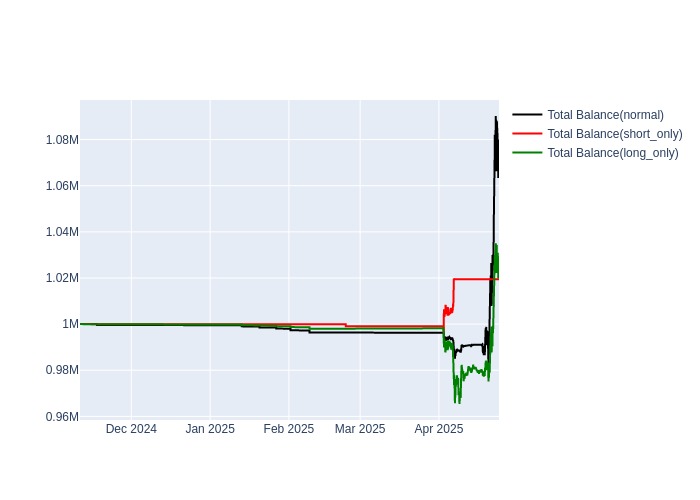 Total Balance(normal)
Total Balance(short_only)
Total Balance(long_only)
1.08M
1.06M
1.04M
1.02M
1M
0.98M
0.96M
Dec 2024
Jan 2025
Feb 2025
Mar 2025
Apr 2025